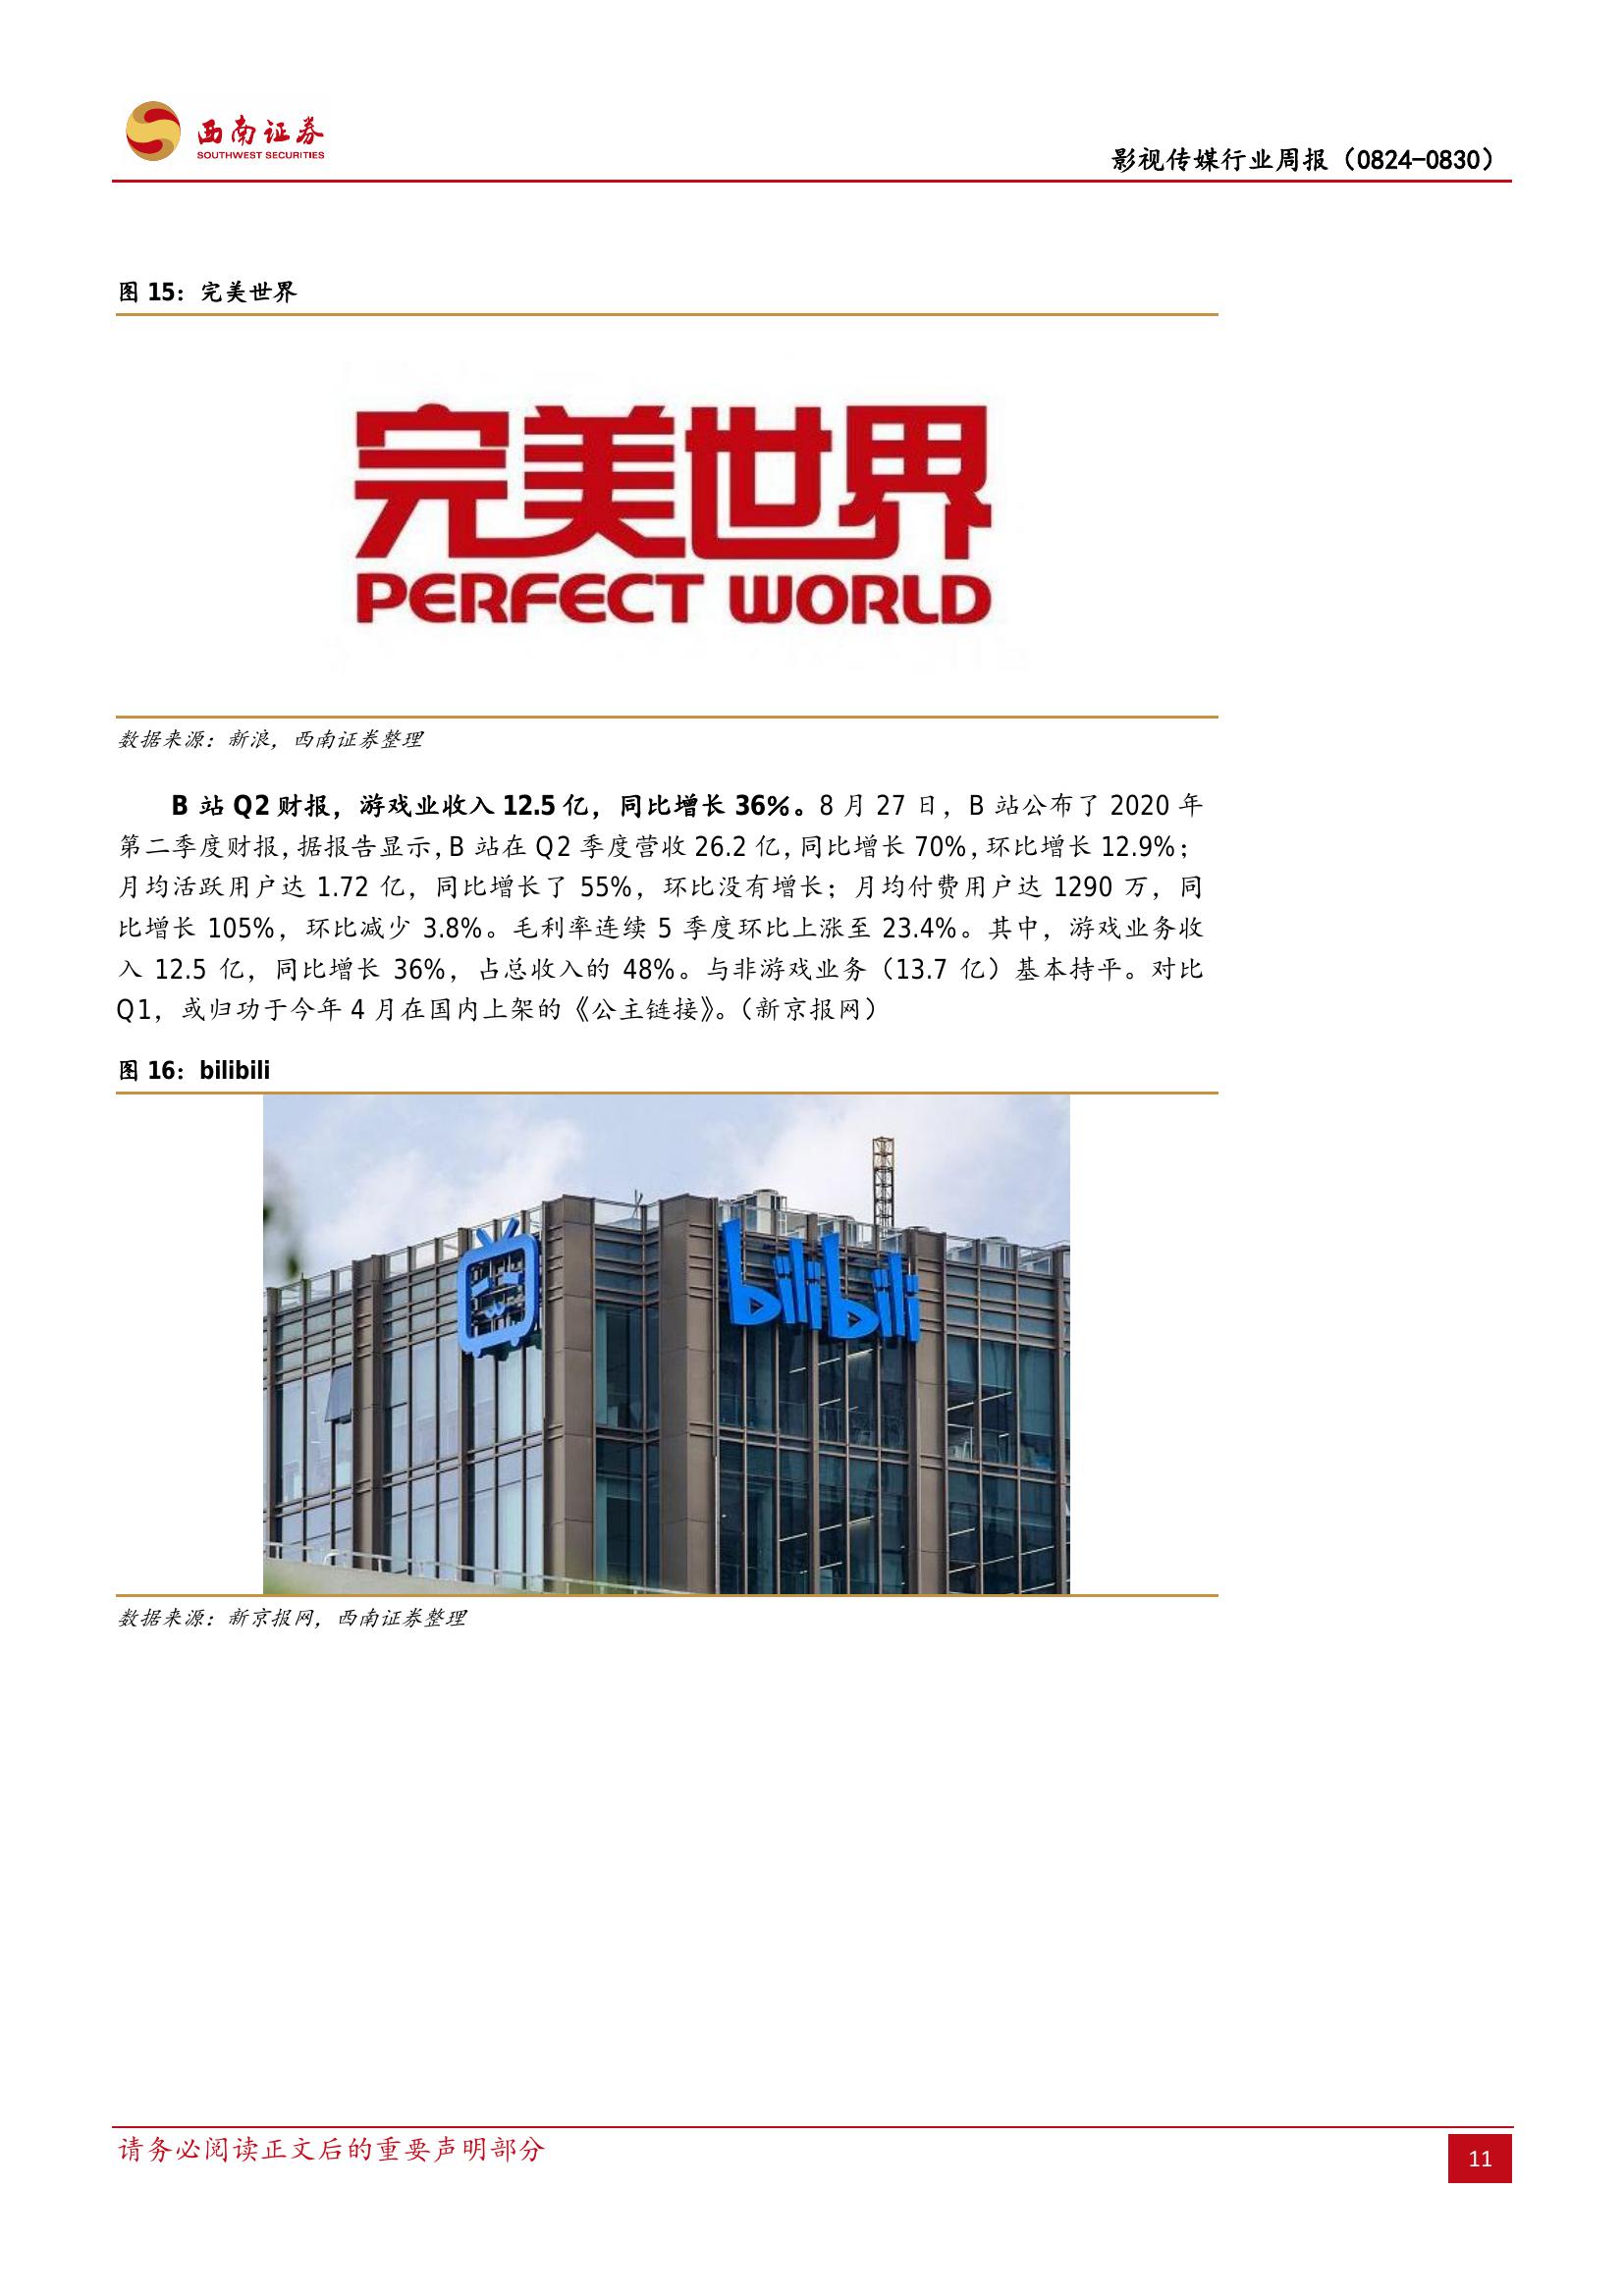 西南证券
SOUTHWEST SECURITIES
影视传媒行业周报（0824-0830）
图 15：完美世界
完美世界
PERFECT WORLD
数据来源：新浪，西南证券整理
B 站 Q2 财报，游戏业收入 12.5 亿，同比增长 36%。8 月 27 日，B 站公布了 2020 年
第二季度财报，据报告显示，B 站在 Q2 季度营收 26.2 亿，同比增长 70%，环比增长 12.9%；
月均活跃用户达 1.72 亿，同比增长了 55%，环比没有增长；月均付费用户达 1290 万，同
比增长 105%，环比减少 3.8%。毛利率连续 5 季度环比上涨至 23.4%。其中，游戏业务收
入 12.5 亿，同比增长 36%，占总收入的 48%。与非游戏业务（13.7 亿）基本持平。对比
Q1，或归功于今年 4 月在国内上架的《公主链接》。（新京报网）
图 16：bilibili
bilibili
数据来源：新京报网，西南证券整理
请务必阅读正文后的重要声明部分
11